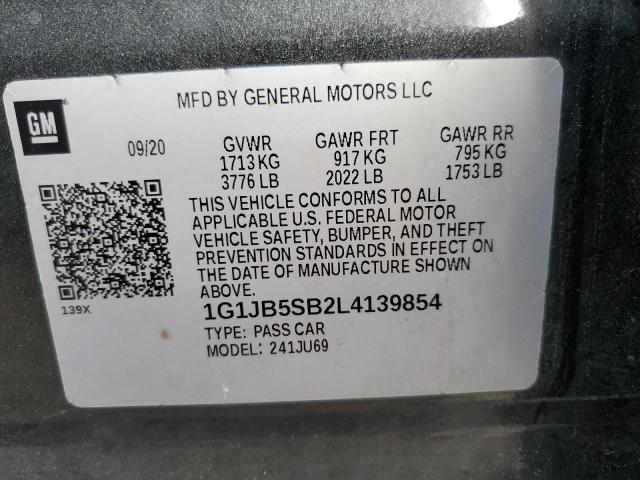 MFD BY GENERAL MOTORS LLC
GM
09/20 GVWR GAWR FRT GAWR RR
1713 KG 917 KG 795 KG
3776 LB 2022 LB 1753 LB
THIS VEHICLE CONFORMS TO ALL
APPLICABLE U.S. FEDERAL MOTOR
VEHICLE SAFETY, BUMPER, AND THEFT
PREVENTION STANDARDS IN EFFECT ON
THE DATE OF MANUFACTURE SHOWN
ABOVE.
139X
1G1JB5SB2L4139854
TYPE: PASS CAR
MODEL: 241JU69